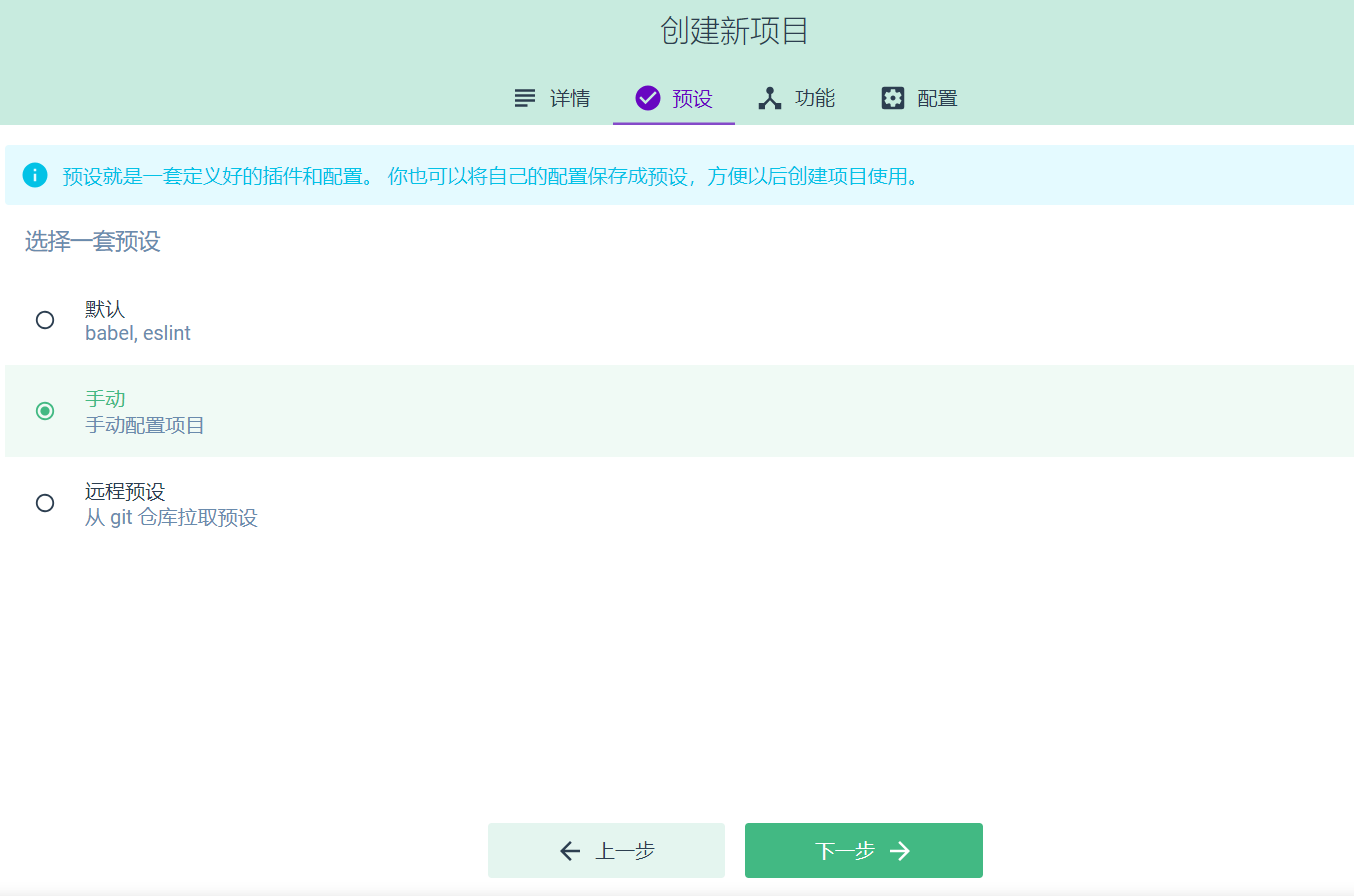 创建新项目
详情 预设 功能 配置
预设就是一套定义好的插件和配置。 你也可以将自己的配置保存成预设，方便以后创建项目使用。
选择一套预设
默认
babel, eslint
手动
手动配置项目
远程预设
从 git 仓库拉取预设
上一步 下一步